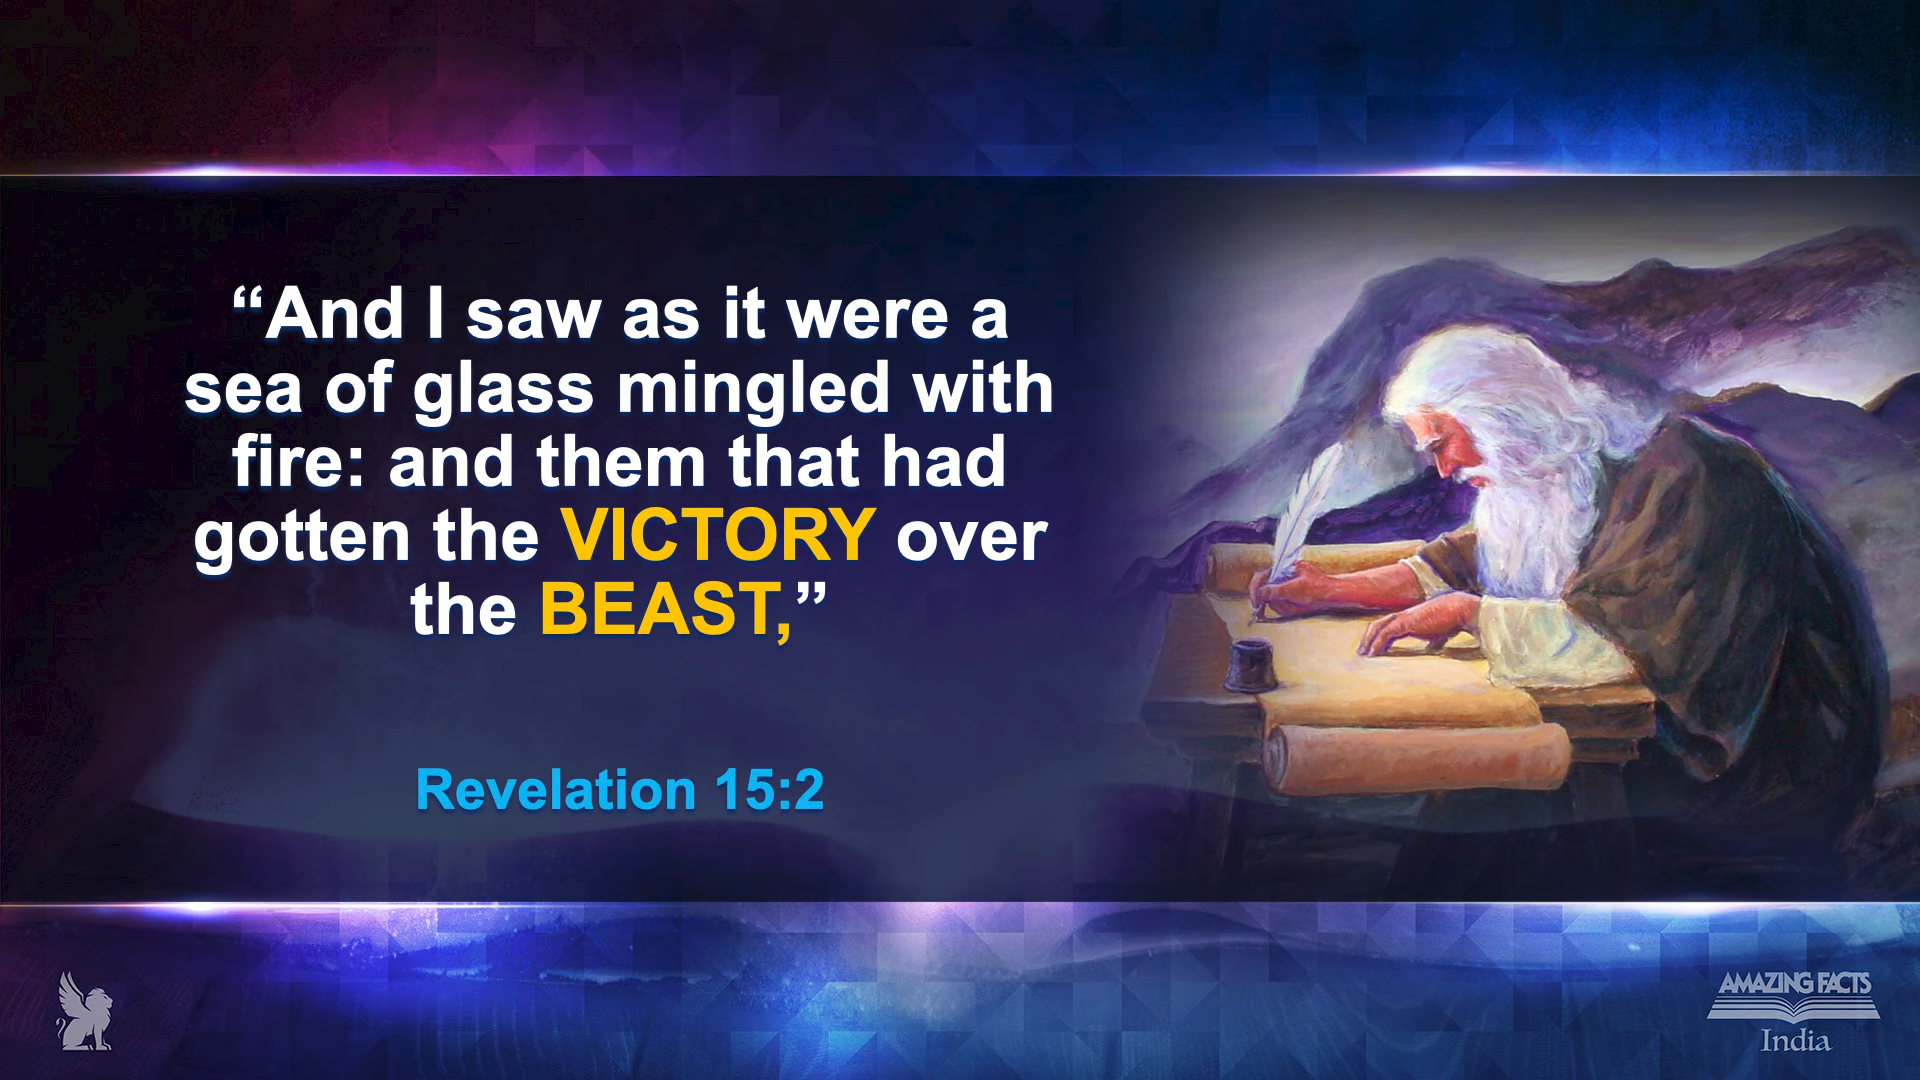 “And I saw as it were a
sea of glass mingled with
fire: and them that had
gotten the VICTORY over
the BEAST,”
Revelation 15:2
AMAZING FACTS
India